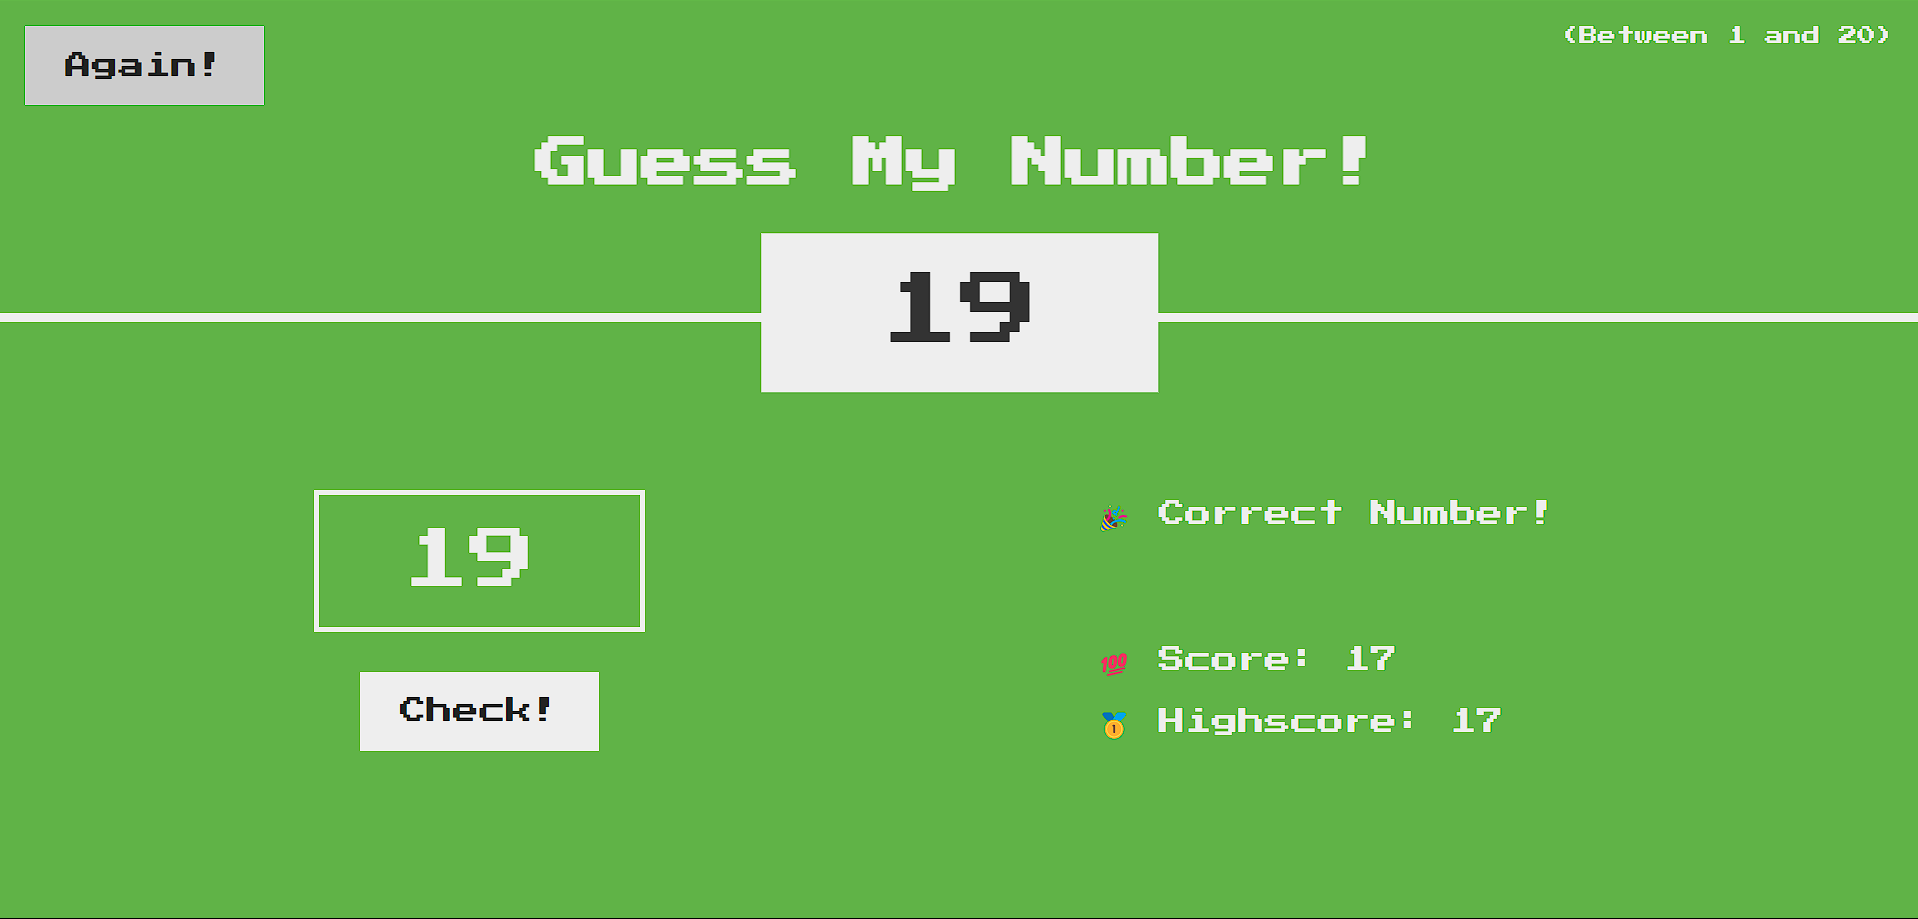 Again!
(Between 1 and 20)
Guess My Number!
19
19
Check!
🎉 Correct Number!
💯 Score: 17
🥇 Highscore: 17